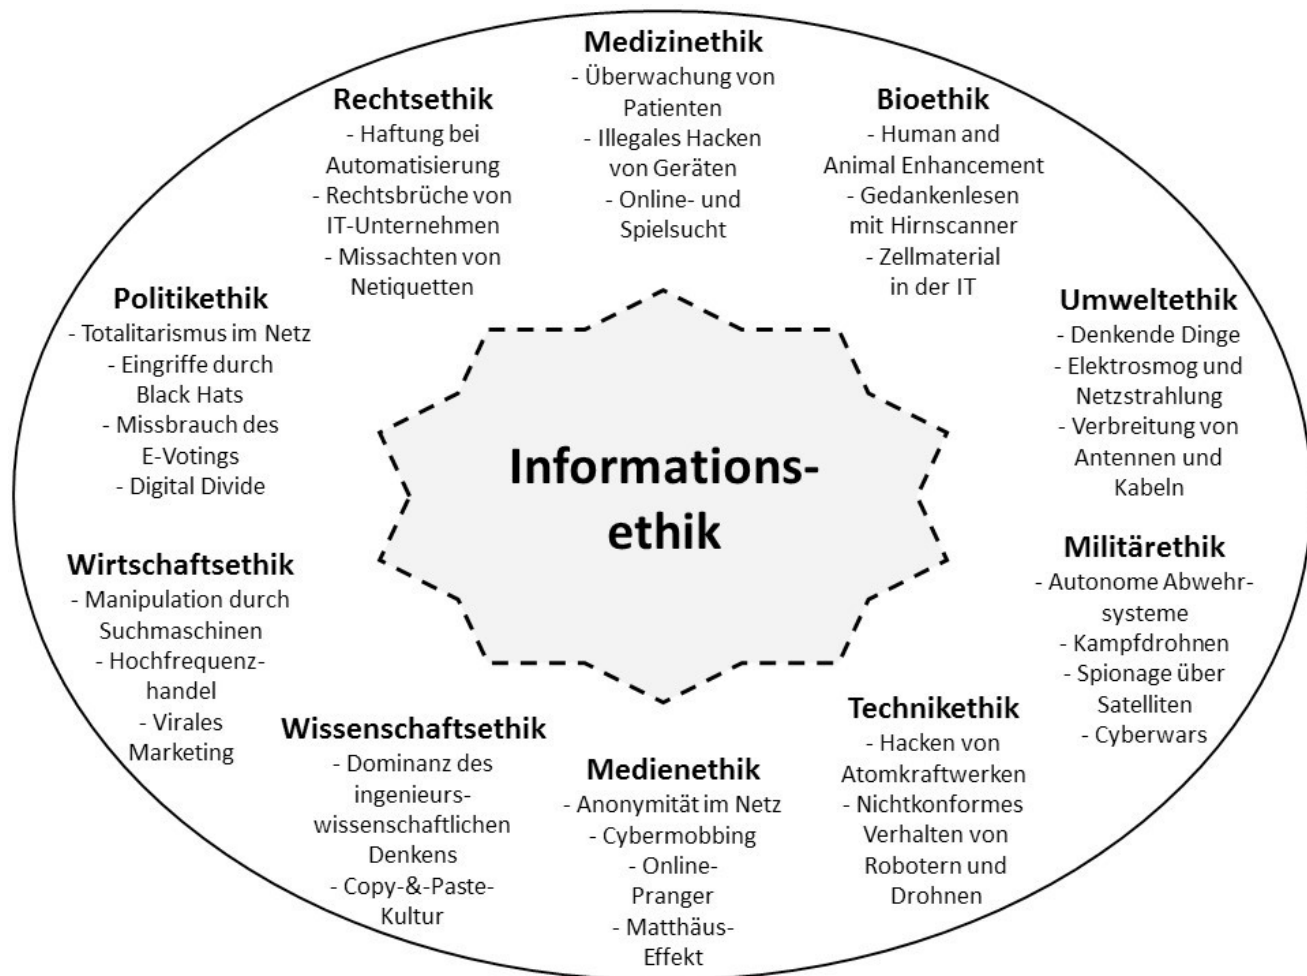 Medizinethik
- Überwachung von
Patienten
- Illegales Hacken
von Geräten
- Online- und
Spielsucht
Rechtsethik
- Haftung bei
Automatisierung
- Rechtsbrüche von
IT-Unternehmen
- Missachten von
Netiquetten
Bioethik
- Human and
Animal Enhancement
- Gedankenlesen
mit Hirnscanner
- Zellmaterial
in der IT
Politikethik
- Totalitarismus im Netz
- Eingriffe durch
Black Hats
- Missbrauch des
E-Votings
- Digital Divide
Umweltethik
- Denkende Dinge
- Elektrosmog und
Netzstrahlung
- Verbreitung von
Antennen und
Kabeln
Informations-
ethik
Wirtschaftsethik
- Manipulation durch
Suchmaschinen
- Hochfrequenz-
handel
- Virales
Marketing
Militärethik
- Autonome Abwehr-
systeme
- Kampfdrohnen
- Spionage über
Satelliten
- Cyberwars
Wissenschaftsethik
- Dominanz des
ingenieurs-
wissenschaftlichen
Denkens
- Copy-&-Paste-
Kultur
Medienethik
- Anonymität im Netz
- Cybermobbing
- Online-
Pranger
- Matthäus-
Effekt
Technikethik
- Hacken von
Atomkraftwerken
- Nichtkonformes
Verhalten von
Robotern und
Drohnen